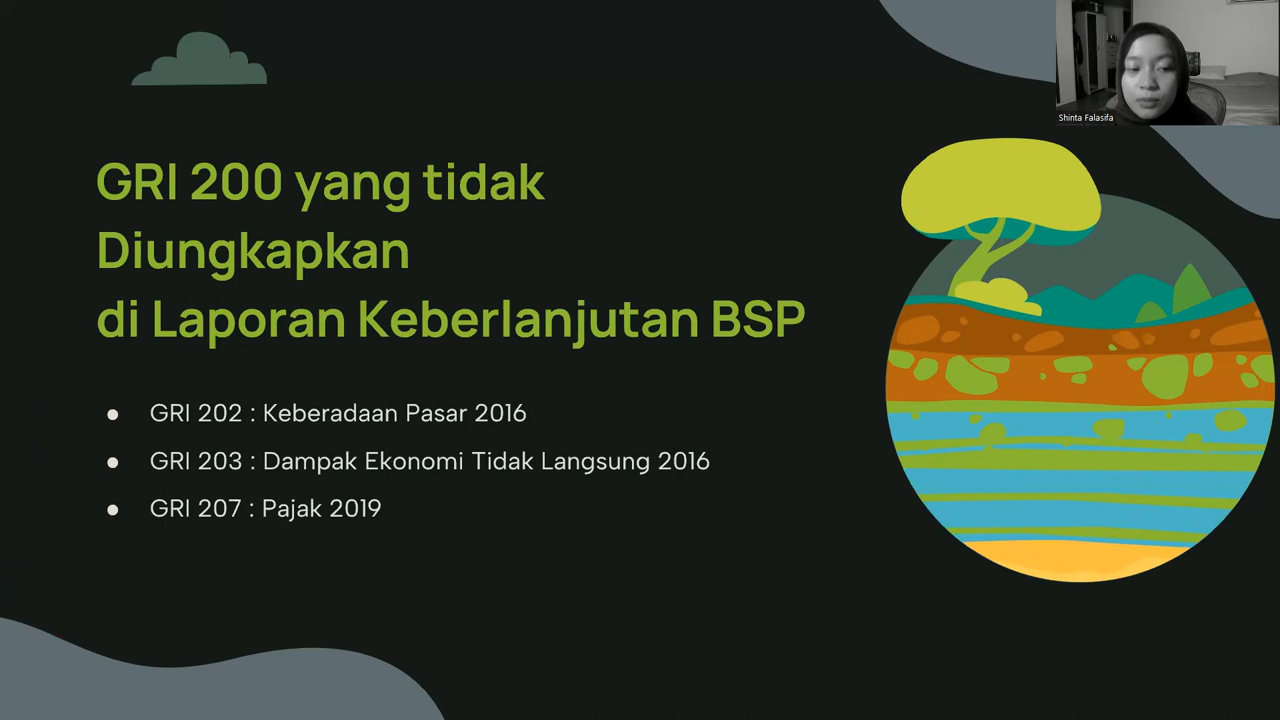 Shinta Falasifa
GRI 200 yang tidak
Diungkapkan
di Laporan Keberlanjutan BSP
● GRI 202 : Keberadaan Pasar 2016
● GRI 203 : Dampak Ekonomi Tidak Langsung 2016
● GRI 207 : Pajak 2019